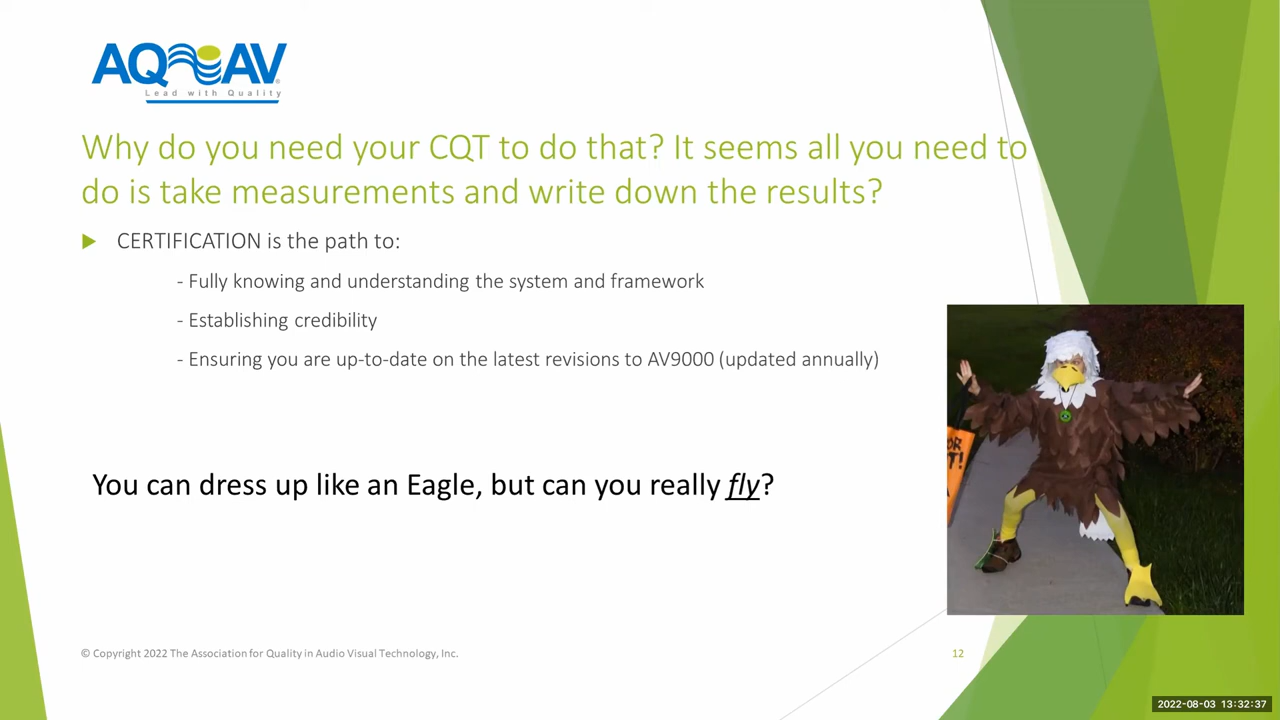 AQAV
Lead with Quality
Why do you need your CQT to do that? It seems all you need to
do is take measurements and write down the results?
CERTIFICATION is the path to:
- Fully knowing and understanding the system and framework
- Establishing credibility
- Ensuring you are up-to-date on the latest revisions to AV9000 (updated annually)
You can dress up like an Eagle, but can you really fly?
© Copyright 2022 The Association for Quality in Audio Visual Technology, Inc.
12
2022-08-03 13:32:37